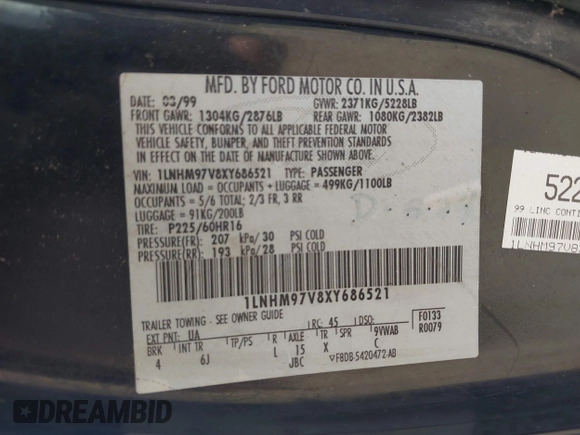 MFD. BY FORD MOTOR CO. IN U.S.A.
DATE: 03/99 GVWR: 2371KG/5228LB
FRONT GAWR: 1304KG/2876LB REAR GAWR: 1080KG/2382LB
THIS VEHICLE CONFORMS TO ALL APPLICABLE FEDERAL MOTOR
VEHICLE SAFETY, BUMPER, AND THEFT PREVENTION STANDARDS
IN EFFECT ON THE DATE OF MANUFACTURE SHOWN ABOVE.
VIN: 1LNHM97V8XY686521 TYPE: PASSENGER
MAXIMUM LOAD = OCCUPANTS + LUGGAGE = 499KG/1100LB
OCCUPANTS = 5/6 TOTAL; 2/3 FR, 3 RR
LUGGAGE = 91KG/200LB
TIRE: P225/60HR16
PRESSURE(FR): 207 kPa/ 30 PSI COLD
PRESSURE(RR): 193 kPa/ 28 PSI COLD
1LNHM97V8XY686521
TRAILER TOWING - SEE OWNER GUIDE
EXT PNT: UA RC: 45 F0133
R0079
BRK INT TR TP/PS R AXLE TR SPR 9VWAB
4 6J L 15 X C
JBC ▽F8DB-5420472-AB
522
99 LINC CONTI
1LNHM97V8
DREAMBID